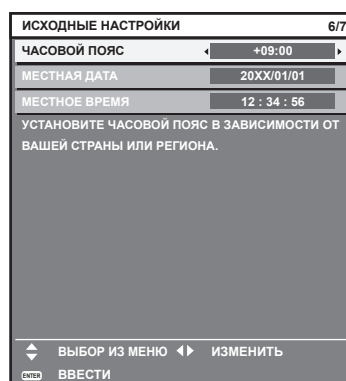 ИСХОДНЫЕ НАСТРОЙКИ 6/7
ЧАСОВОЙ ПОЯС +09:00
МЕСТНАЯ ДАТА 20XX/01/01
МЕСТНОЕ ВРЕМЯ 12 : 34 : 56
УСТАНОВИТЕ ЧАСОВОЙ ПОЯС В ЗАВИСИМОСТИ ОТ
ВАШЕЙ СТРАНЫ ИЛИ РЕГИОНА.
ВЫБОР ИЗ МЕНЮ ИЗМЕНИТЬ
ENTER ВВЕСТИ